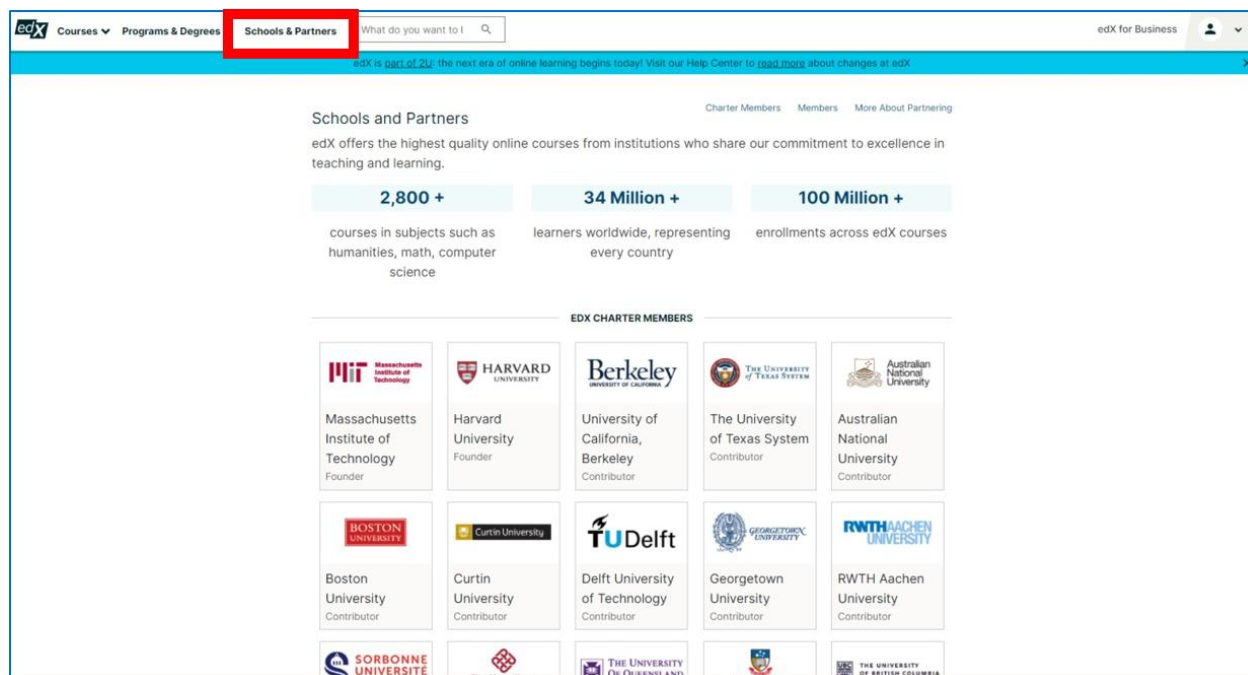 edX Courses Programs & Degrees Schools & Partners What do you want to l edX for Business
edX is part of 2U: the next era of online learning begins today! Visit our Help Center to read more about changes at edX
Charter Members Members More About Partnering
Schools and Partners
edX offers the highest quality online courses from institutions who share our commitment to excellence in
teaching and learning.
2,800 + 34 Million + 100 Million +
courses in subjects such as learners worldwide, representing enrollments across edX courses
humanities, math, computer every country
science
EDX CHARTER MEMBERS
MIT Massachusetts Institute of Technology
HARVARD
UNIVERSITY
Berkeley
UNIVERSITY OF CALIFORNIA
THE UNIVERSITY
of TEXAS SYSTEM
Australian
National
University
Massachusetts
Institute of
Technology
Founder
Harvard
University
Founder
University of
California,
Berkeley
Contributor
The University
of Texas System
Contributor
Australian
National
University
Contributor
BOSTON
UNIVERSITY
Curtin University
TUDelft
GEORGETOWN
UNIVERSITY
RWTHAACHEN
UNIVERSITY
Boston
University
Contributor
Curtin
University
Contributor
Delft University
of Technology
Contributor
Georgetown
University
Contributor
RWTH Aachen
University
Contributor
SORBONNE
UNIVERSITÉ
THE UNIVERSITY
OF QUEENSLAND
UBC THE UNIVERSITY
OF BRITISH COLUMBIA